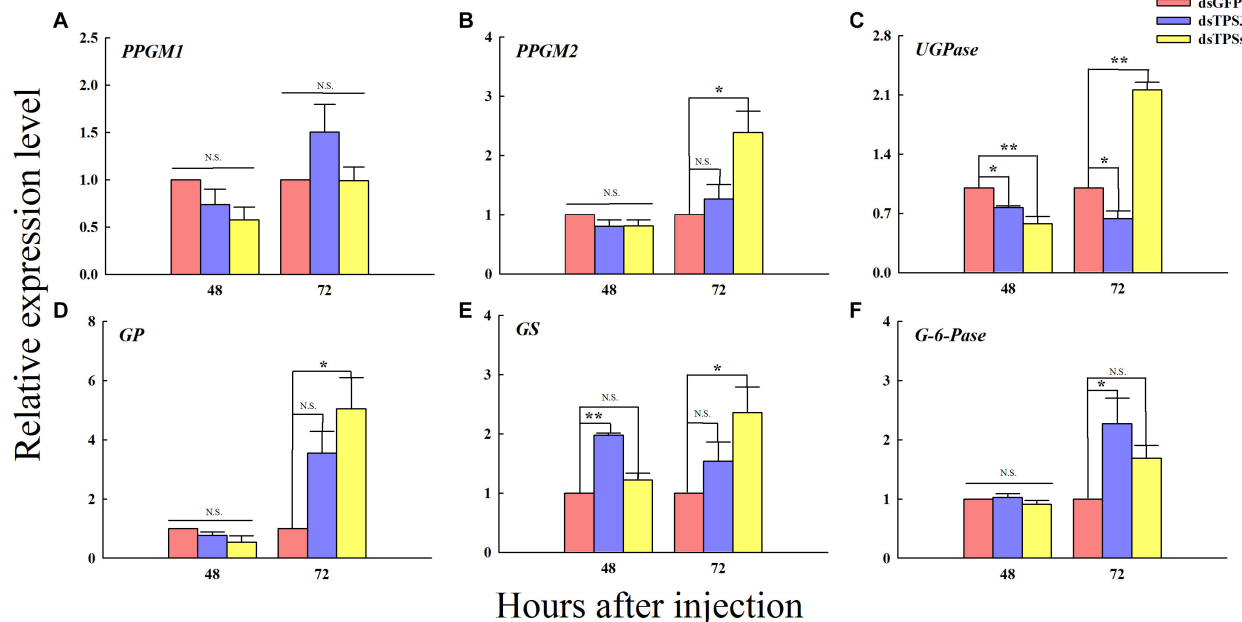 dsGFP
dsTPSJ
dsTPSs
Relative expression level
A
PPGM1
2.5
2.0
1.5
1.0
0.5
0.0
N.S.
N.S.
48
72
B
PPGM2
4
3
2
1
0
N.S.
N.S.
*
48
72
C
UGPase
2.8
2.1
1.4
0.7
0.0
*
**
*
**
48
72
D
GP
8
6
4
2
0
N.S.
N.S.
*
48
72
E
GS
4
3
2
1
0
**
N.S.
N.S.
*
48
72
F
G-6-Pase
4
3
2
1
0
N.S.
*
N.S.
48
72
Hours after injection